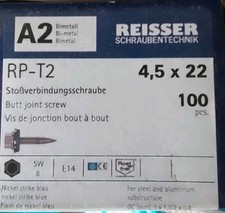 A2
Bimetall
Bi-metal
Bimétal
REISSER
SCHRAUBENTECHNIK
RP-T2
4,5 x 22
Stoßverbindungsschraube
Butt joint screw
Vis de jonction bout à bout
100
pcs.
SW
8
E14
CE
Nickel strike blau
nickel strike blue
Flash de nickel
For steel and aluminium
substructure